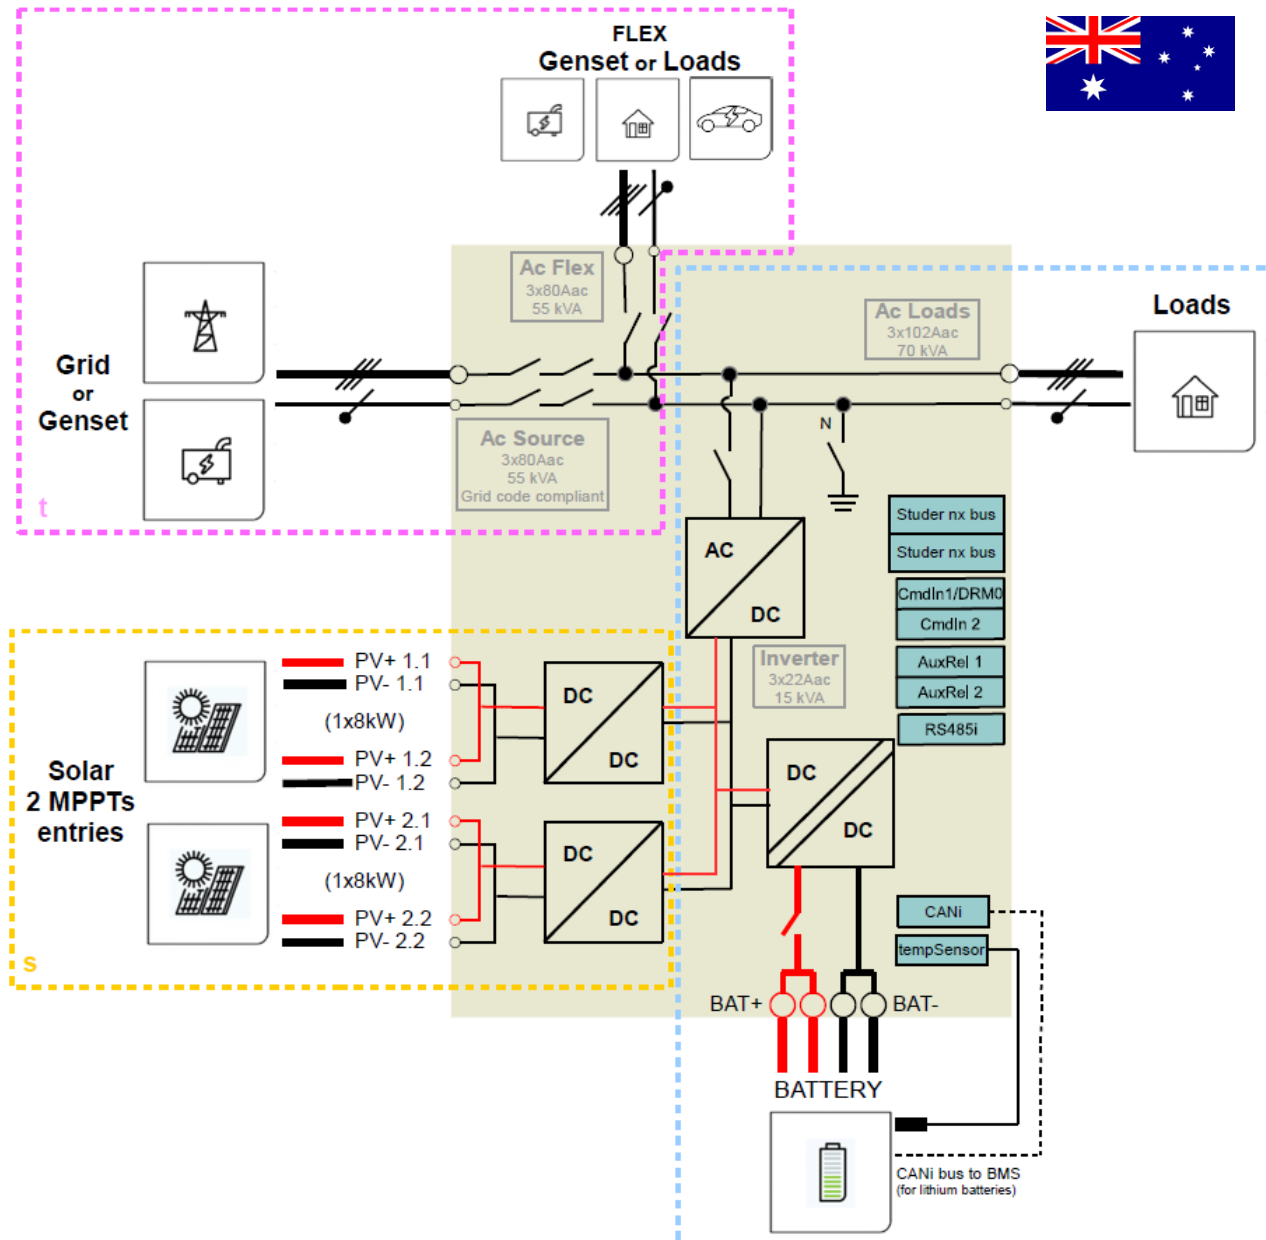 FLEX
Genset or Loads
Ac Flex
3x80Aac
55 kVA
Ac Loads
3x102Aac
70 kVA
Loads
Grid
or
Genset
Ac Source
3x80Aac
55 kVA
Grid code compliant
N
t
Studer nx bus
Studer nx bus
CmdIn1/DRM0
CmdIn 2
AuxRel 1
AuxRel 2
RS485i
AC
DC
Inverter
3x22Aac
15 kVA
Solar
2 MPPTs
entries
PV+ 1.1
PV- 1.1
(1x8kW)
PV+ 1.2
PV- 1.2
PV+ 2.1
PV- 2.1
(1x8kW)
PV+ 2.2
PV- 2.2
s
DC
DC
DC
DC
DC
DC
CANi
tempSensor
BAT+
BAT-
BATTERY
CANi bus to BMS
(for lithium batteries)